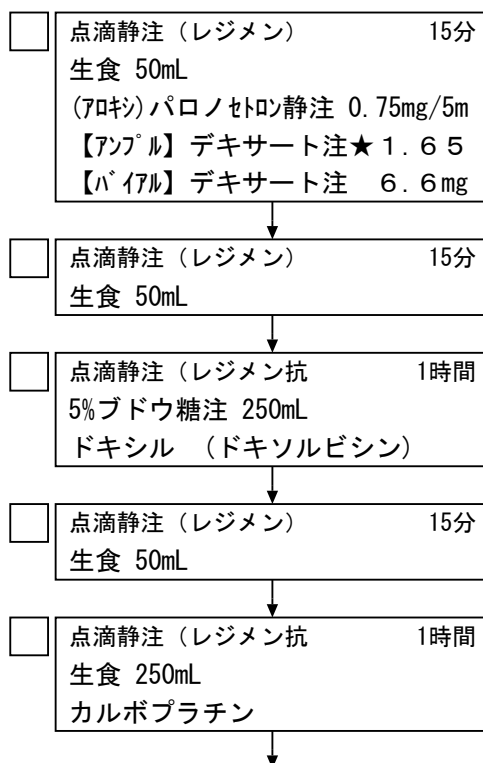 点滴静注（レジメン） 15分
生食 50mL
(アロキシ)パロノセトロン静注 0.75mg/5m
【アンプル】デキサート注★１．６５
【バイアル】デキサート注　６.６mg
点滴静注（レジメン） 15分
生食 50mL
点滴静注（レジメン抗 1時間
5%ブドウ糖注 250mL
ドキシル　（ドキソルビシン）
点滴静注（レジメン） 15分
生食 50mL
点滴静注（レジメン抗 1時間
生食 250mL
カルボプラチン